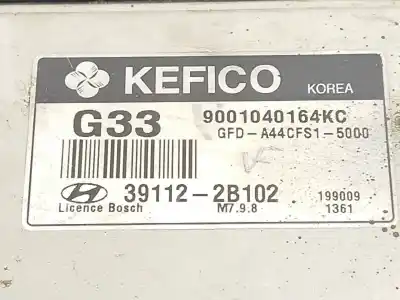 KEFICO KOREA
G33 9001040164KC
GFD-A44CFS1-5000
39112-2B102 199009
Licence Bosch M7.9.8 1361